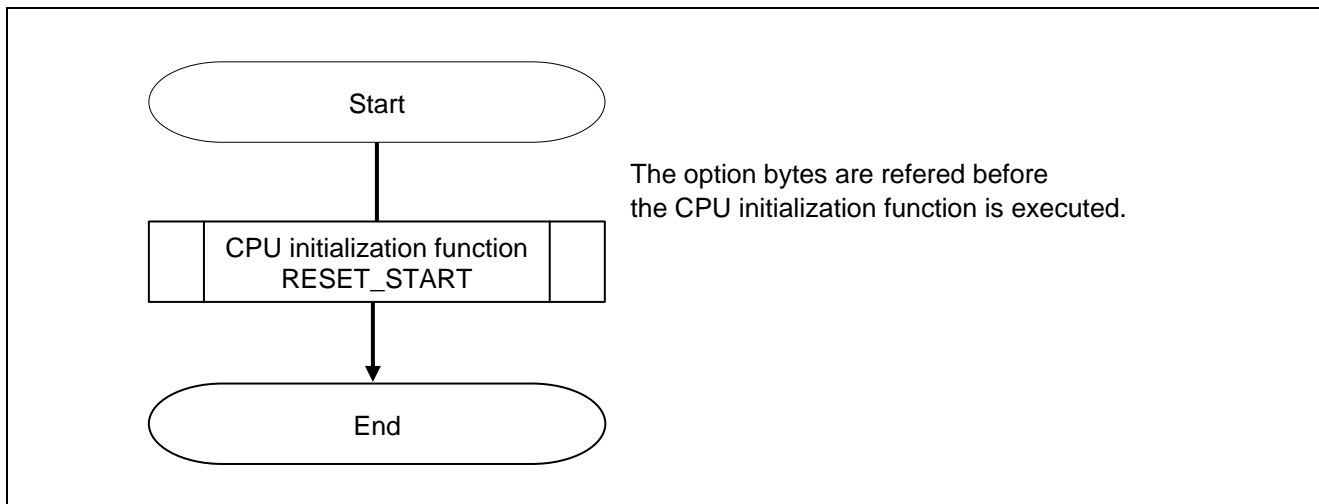 Start
The option bytes are refered before
the CPU initialization function is executed.
CPU initialization function
RESET_START
End